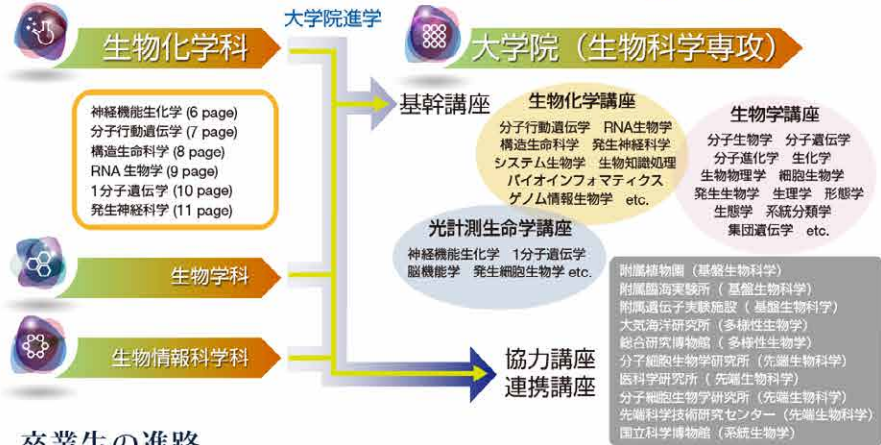 大学院進学
生物化学科
大学院（生物科学専攻）
神経機能生化学 (6 page)
分子行動遺伝学 (7 page)
構造生命科学 (8 page)
RNA 生物学 (9 page)
1分子遺伝学 (10 page)
発生神経科学 (11 page)
生物学科
生物情報科学科
基幹講座
生物化学講座
分子行動遺伝学 RNA生物学
構造生命科学 発生神経科学
システム生物学 生物知識処理
バイオインフォマティクス
ゲノム情報生物学 etc.
生物学講座
分子生物学 分子遺伝学
分子進化学 生化学
生物物理学 細胞生物学
発生生物学 生理学 形態学
生態学 系統分類学
集団遺伝学 etc.
光計測生命学講座
神経機能生化学 1分子遺伝学
脳機能学 発生細胞生物学 etc.
協力講座
連携講座
附属植物園（基盤生物科学）
附属臨海実験所（ 基盤生物科学）
附属遺伝子実験施設（ 基盤生物科学）
大気海洋研究所（多様性生物学）
総合研究博物館（ 多様性生物学）
分子細胞生物学研究所（先端生物科学）
医科学研究所（ 先端生物科学）
分子細胞生物学研究所（先端生物科学）
先端科学技術研究センター（先端生物科学）
国立科学博物館（系統生物学）
卒業生の進路